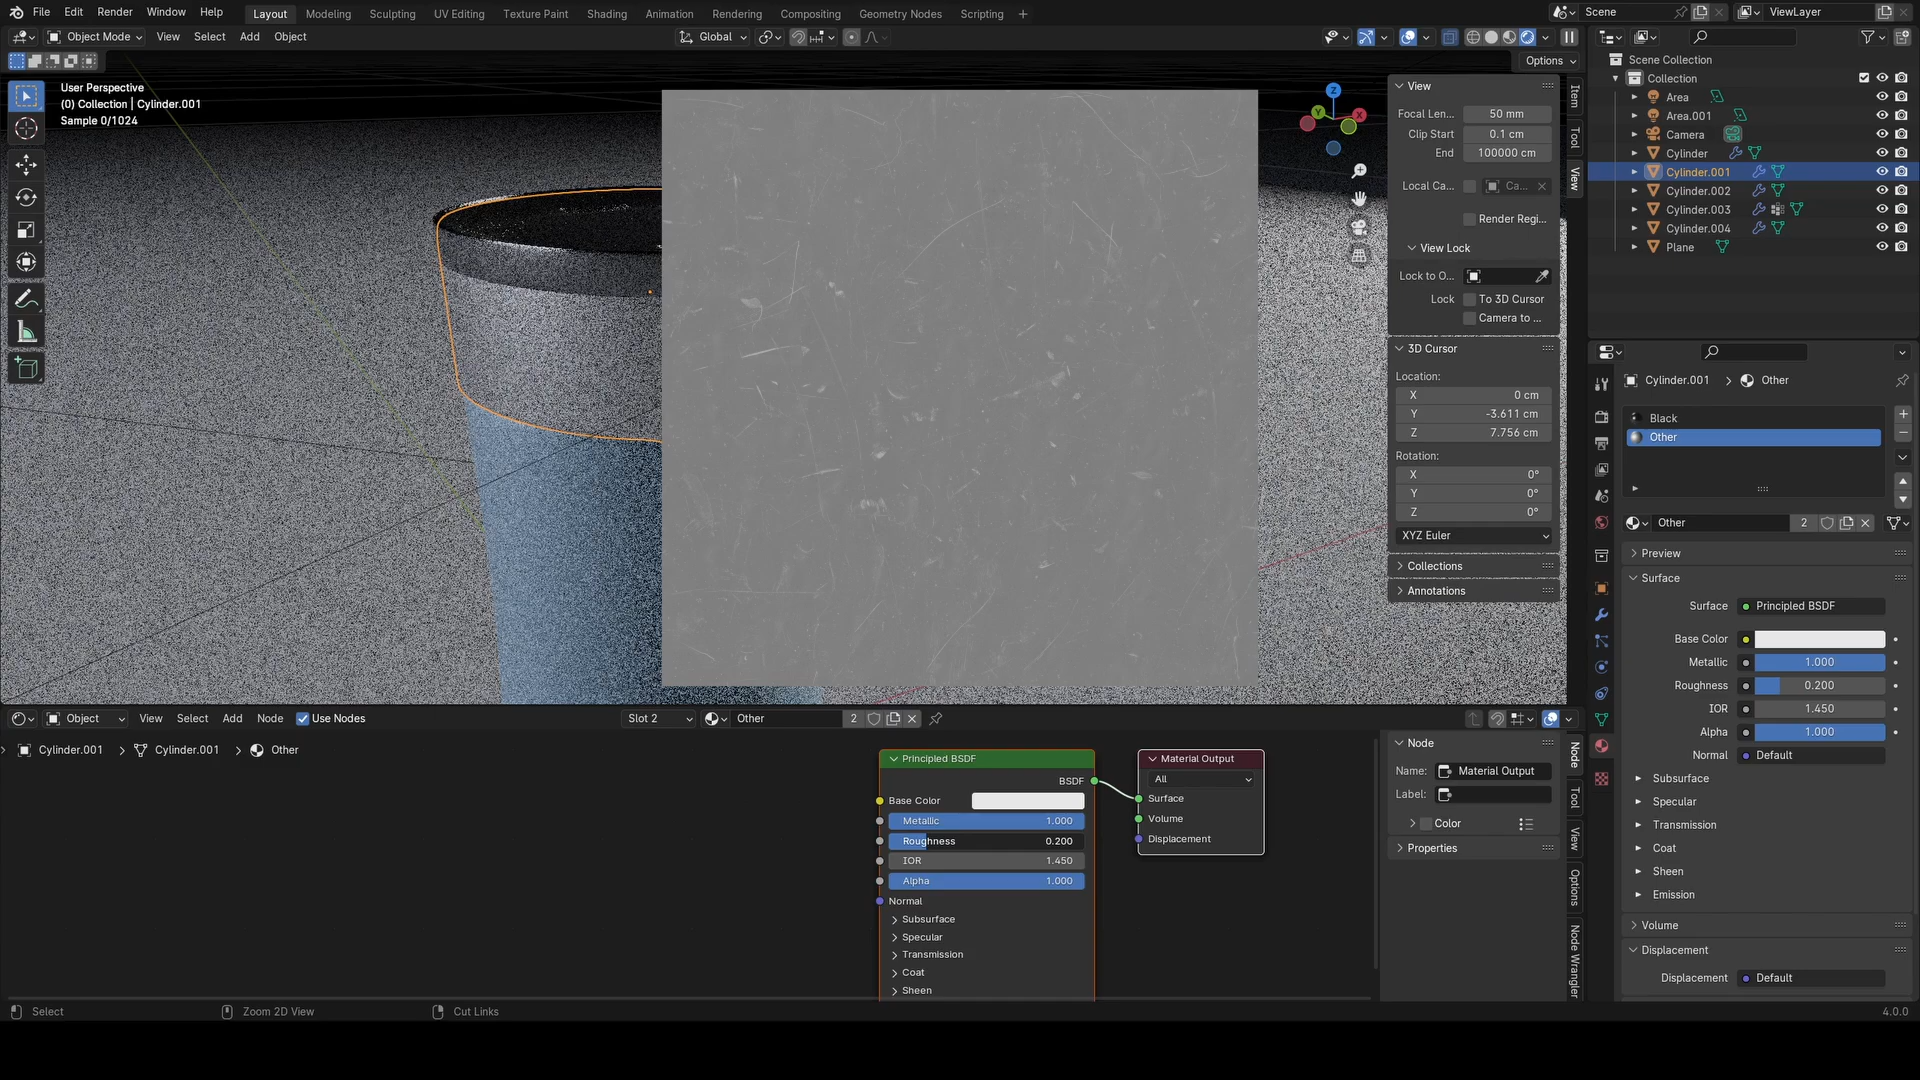 File Edit Render Window Help Layout Modeling Sculpting UV Editing Texture Paint Shading Animation Rendering Compositing Geometry Nodes Scripting + Scene ViewLayer
Object Mode View Select Add Object Global
Options
User Perspective
(0) Collection | Cylinder.001
Sample 0/1024
Z
Y
X
View
Focal Len... 50 mm
Clip Start 0.1 cm
End 100000 cm
Local Ca... Ca...
Render Regi...
View Lock
Lock to O...
Lock To 3D Cursor
Camera to ...
3D Cursor
Location:
X 0 cm
Y -3.611 cm
Z 7.756 cm
Rotation:
X 0°
Y 0°
Z 0°
XYZ Euler
Collections
Annotations
Item
Tool
View
Scene Collection
Collection
Area
Area.001
Camera
Cylinder
Cylinder.001
Cylinder.002
Cylinder.003
Cylinder.004
Plane
Cylinder.001 Other
Black
Other
Other 2
Preview
Surface
Surface Principled BSDF
Base Color
Metallic 1.000
Roughness 0.200
IOR 1.450
Alpha 1.000
Normal Default
Subsurface
Specular
Transmission
Coat
Sheen
Emission
Volume
Displacement
Displacement Default
Object View Select Add Node Use Nodes Slot 2 Other 2
Cylinder.001 Cylinder.001 Other
Principled BSDF
BSDF
Base Color
Metallic 1.000
Roughness 0.200
IOR 1.450
Alpha 1.000
Normal
Subsurface
Specular
Transmission
Coat
Sheen
Material Output
All
Surface
Volume
Displacement
Node
Name: Material Output
Label:
Color
Properties
Node
Tool
View
Options
Node Wrangler
Select Zoom 2D View Cut Links 4.0.0